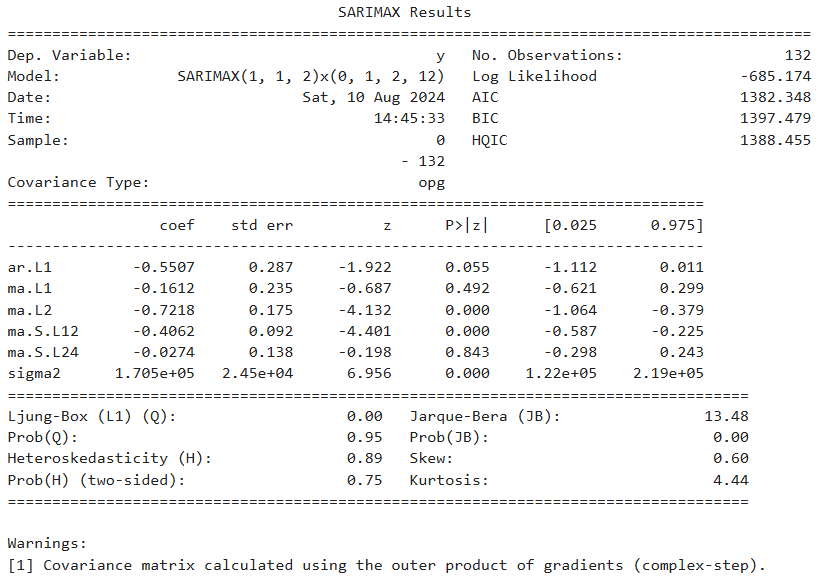 SARIMAX Results
==========================================================================================
Dep. Variable: y No. Observations: 132
Model: SARIMAX(1, 1, 2)x(0, 1, 2, 12) Log Likelihood -685.174
Date: Sat, 10 Aug 2024 AIC 1382.348
Time: 14:45:33 BIC 1397.479
Sample: 0 HQIC 1388.455
- 132
Covariance Type: opg
==============================================================================
coef std err z P>|z| [0.025 0.975]
------------------------------------------------------------------------------
ar.L1 -0.5507 0.287 -1.922 0.055 -1.112 0.011
ma.L1 -0.1612 0.235 -0.687 0.492 -0.621 0.299
ma.L2 -0.7218 0.175 -4.132 0.000 -1.064 -0.379
ma.S.L12 -0.4062 0.092 -4.401 0.000 -0.587 -0.225
ma.S.L24 -0.0274 0.138 -0.198 0.843 -0.298 0.243
sigma2 1.705e+05 2.45e+04 6.956 0.000 1.22e+05 2.19e+05
===================================================================================
Ljung-Box (L1) (Q): 0.00 Jarque-Bera (JB): 13.48
Prob(Q): 0.95 Prob(JB): 0.00
Heteroskedasticity (H): 0.89 Skew: 0.60
Prob(H) (two-sided): 0.75 Kurtosis: 4.44
===================================================================================
Warnings:
[1] Covariance matrix calculated using the outer product of gradients (complex-step).